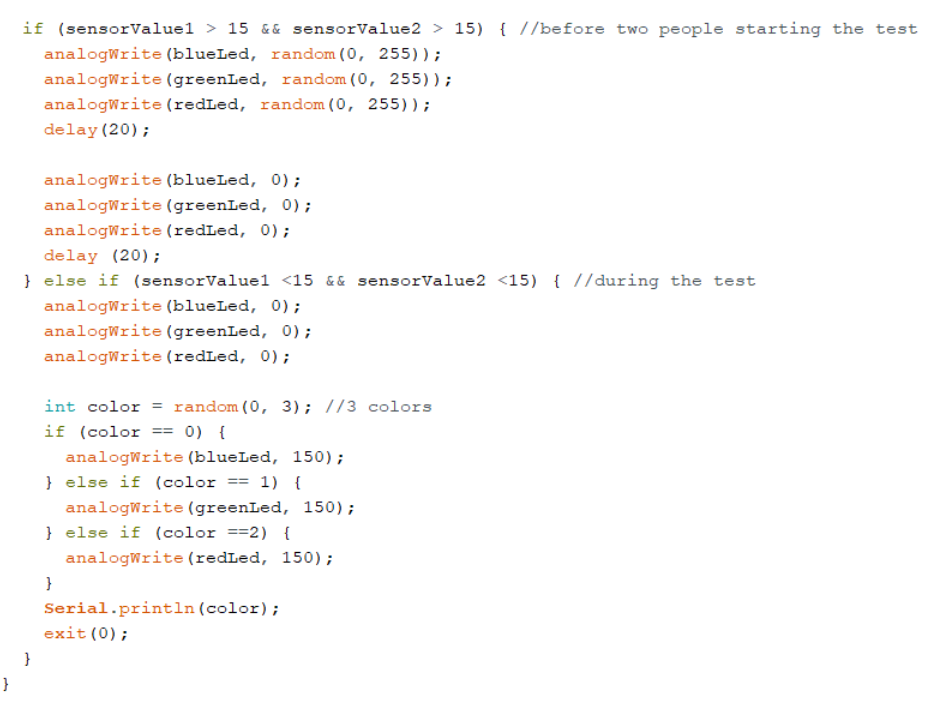 if (sensorValue1 > 15 && sensorValue2 > 15) { //before two people starting the test
analogWrite(blueLed, random(0, 255));
analogWrite(greenLed, random(0, 255));
analogWrite(redLed, random(0, 255));
delay(20);
analogWrite(blueLed, 0);
analogWrite(greenLed, 0);
analogWrite(redLed, 0);
delay (20);
} else if (sensorValue1 <15 && sensorValue2 <15) { //during the test
analogWrite(blueLed, 0);
analogWrite(greenLed, 0);
analogWrite(redLed, 0);
int color = random(0, 3); //3 colors
if (color == 0) {
analogWrite(blueLed, 150);
} else if (color == 1) {
analogWrite(greenLed, 150);
} else if (color ==2) {
analogWrite(redLed, 150);
}
Serial.println(color);
exit(0);
}
}